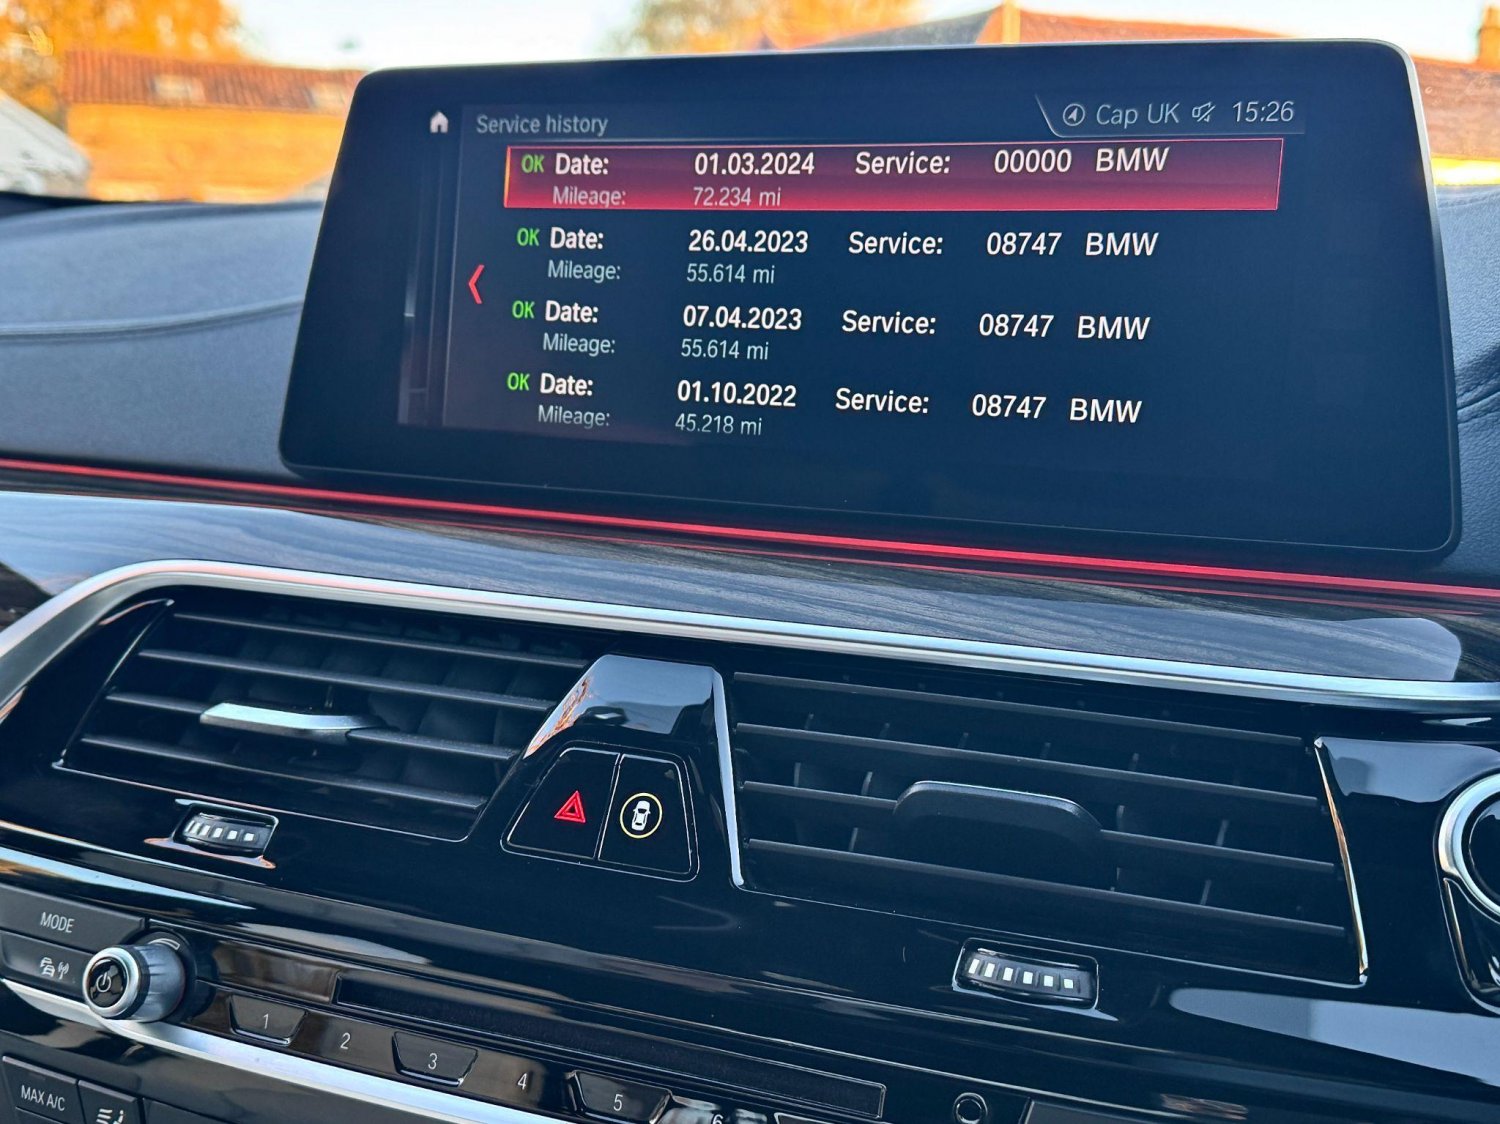 Service history
Cap UK 15:26
OK Date: 01.03.2024 Service: 00000 BMW
Mileage: 72.234 mi
OK Date: 26.04.2023 Service: 08747 BMW
Mileage: 55.614 mi
OK Date: 07.04.2023 Service: 08747 BMW
Mileage: 55.614 mi
OK Date: 01.10.2022 Service: 08747 BMW
Mileage: 45.218 mi
MODE
1 2 3 4 5 6
MAX A/C